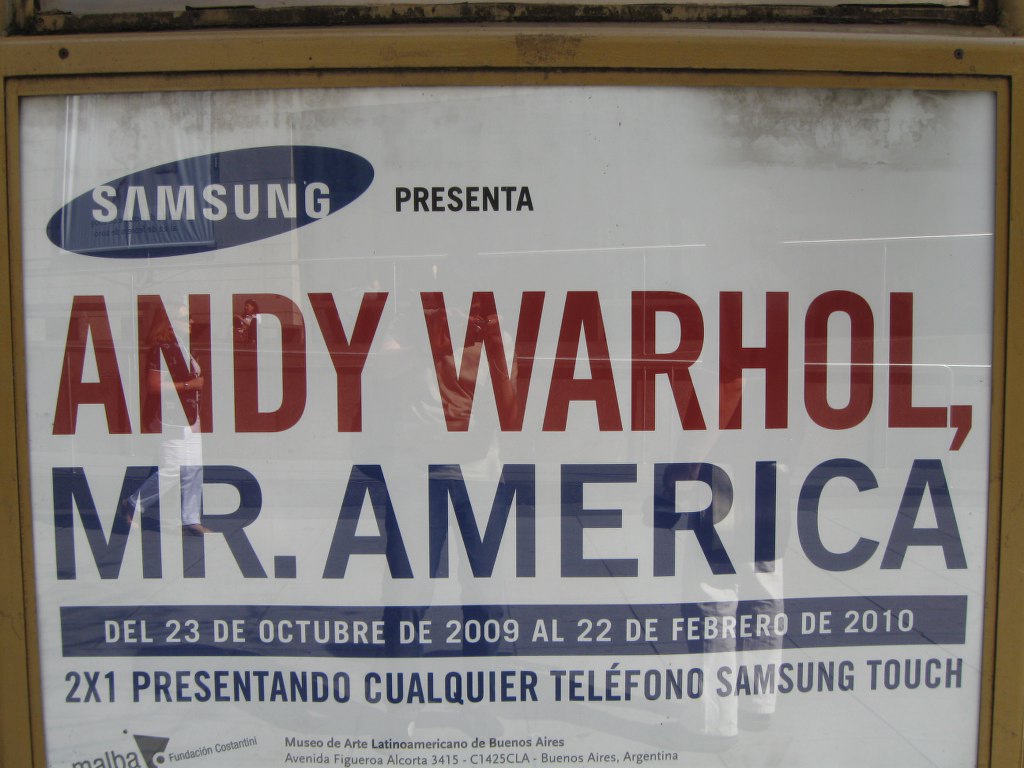 SAMSUNG PRESENTA
ANDY WARHOL,
MR. AMERICA
DEL 23 DE OCTUBRE DE 2009 AL 22 DE FEBRERO DE 2010
2X1 PRESENTANDO CUALQUIER TELÉFONO SAMSUNG TOUCH
malba Fundación Costantini
Museo de Arte Latinoamericano de Buenos Aires
Avenida Figueroa Alcorta 3415 - C1425CLA - Buenos Aires, Argentina